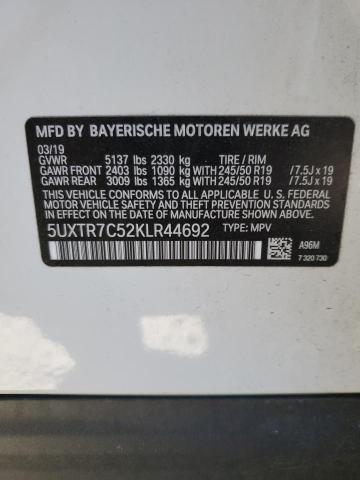 MFD BY BAYERISCHE MOTOREN WERKE AG
03/19
GVWR 5137 lbs 2330 kg TIRE / RIM
GAWR FRONT 2403 lbs 1090 kg 245/50 R19 / 7.5J x 19
GAWR REAR 3009 lbs 1365 kg 245/50 R19 / 7.5J x 19
THIS VEHICLE CONFORMS TO ALL APPLICABLE U. S. FEDERAL
MOTOR VEHICLE SAFETY, BUMPER, AND THEFT PREVENTION
STANDARDS IN EFFECT ON THE DATE OF MANUFACTURE SHOWN ABOVE.
5UXTR7C52KLR44692 TYPE: MPV
A96M
7 320 730